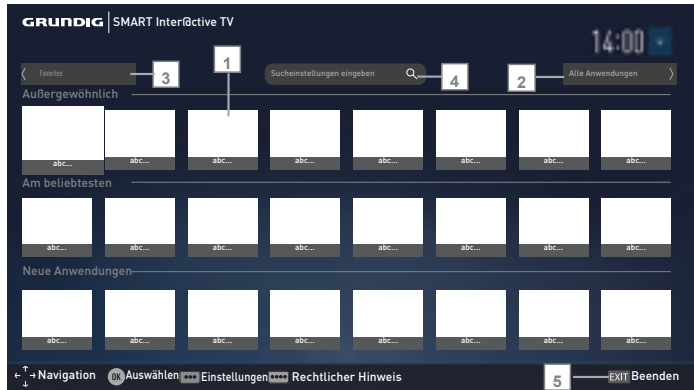 GRUNDIG SMART Inter@ctive TV
14:00
Favorites 3 1 Sucheinstellungen eingeben 4 2 Alle Anwendungen
Außergewöhnlich
abc... abc... abc... abc... abc... abc... abc... abc...
Am beliebtesten
abc... abc... abc... abc... abc... abc... abc... abc...
Neue Anwendungen
abc... abc... abc... abc... abc... abc... abc... abc...
Navigation OK Auswählen Einstellungen Rechtlicher Hinweis 5 EXIT Beenden